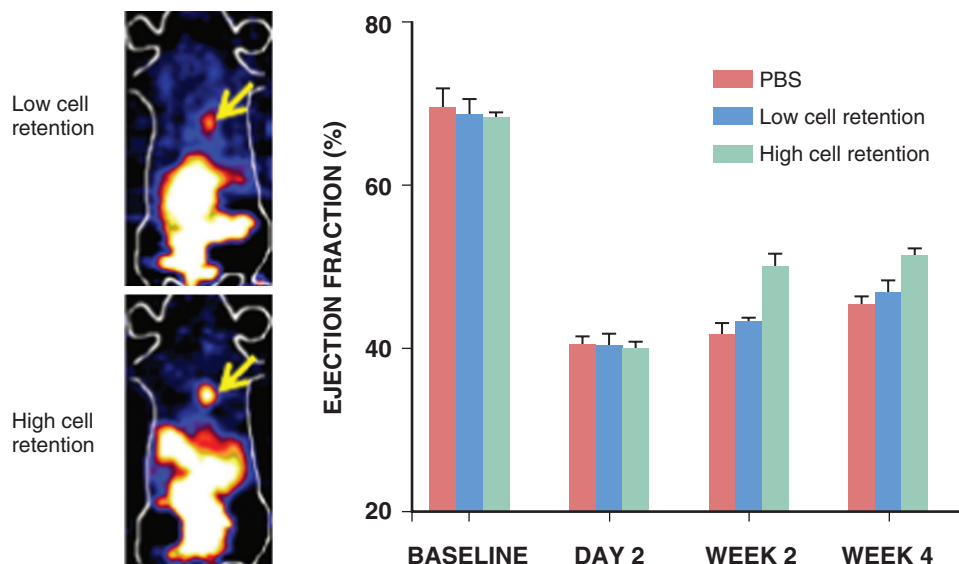 Low cell
retention
High cell
retention
EJECTION FRACTION (%)
80
60
40
20
PBS
Low cell retention
High cell retention
BASELINE DAY 2 WEEK 2 WEEK 4